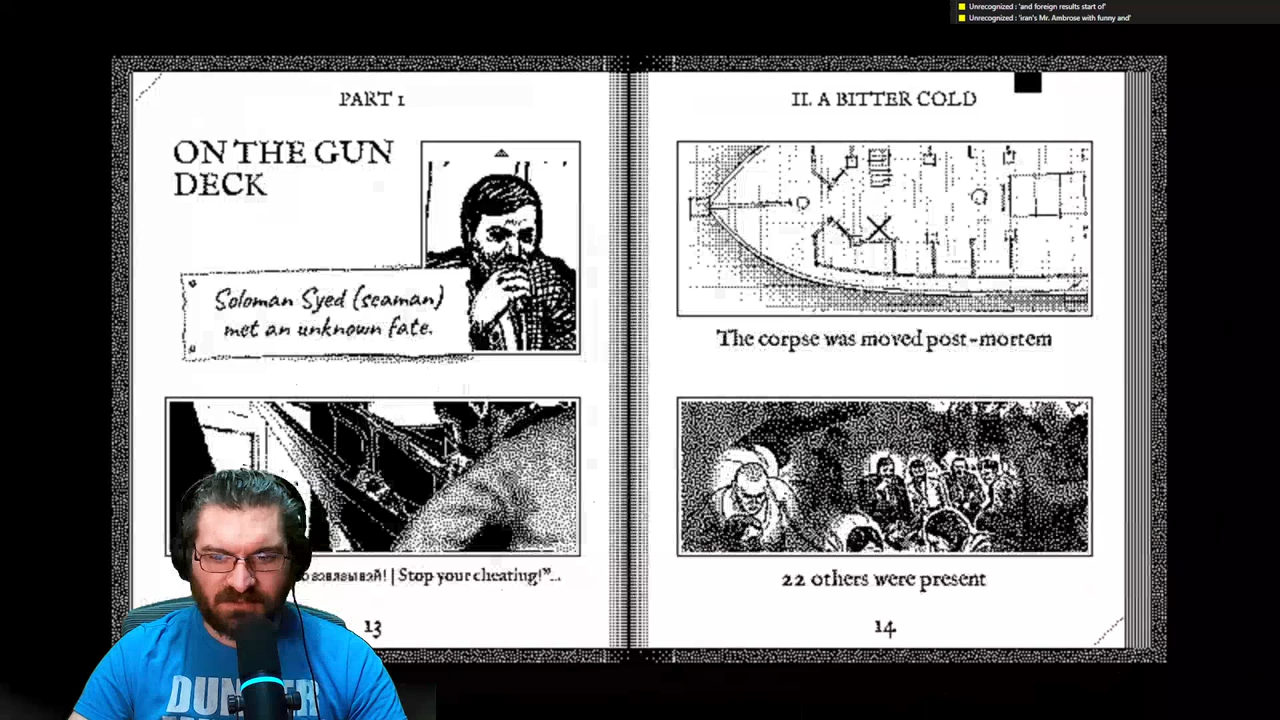 Unrecognized : 'and foreign results start of'
Unrecognized : 'iran's Mr. Ambrose with funny and'
PART 1
ON THE GUN
DECK
Soloman Syed (seaman)
met an unknown fate.
Stop your cheating!"...
13
II. A BITTER COLD
The corpse was moved post-mortem
22 others were present
14